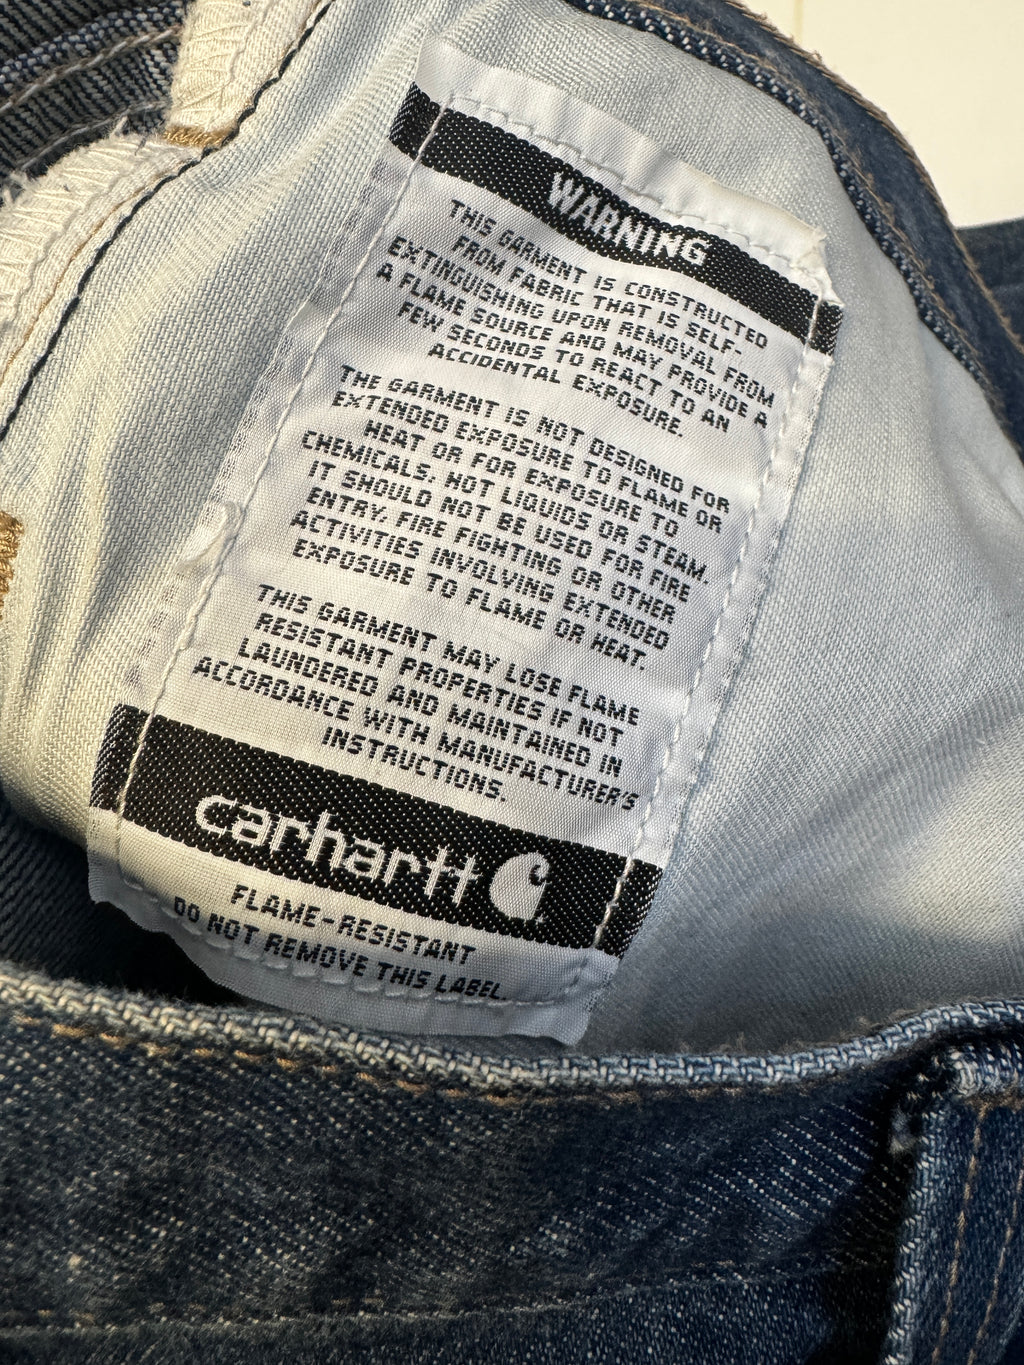 WARNING
THIS GARMENT IS CONSTRUCTED
FROM FABRIC THAT IS SELF-
EXTINGUISHING UPON REMOVAL FROM
A FLAME SOURCE AND MAY PROVIDE A
FEW SECONDS TO REACT TO AN
ACCIDENTAL EXPOSURE.
THE GARMENT IS NOT DESIGNED FOR
EXTENDED EXPOSURE TO FLAME OR
HEAT OR FOR EXPOSURE TO
CHEMICALS, HOT LIQUIDS OR STEAM.
IT SHOULD NOT BE USED FOR FIRE
ENTRY, FIRE FIGHTING OR OTHER
ACTIVITIES INVOLVING EXTENDED
EXPOSURE TO FLAME OR HEAT.
THIS GARMENT MAY LOSE FLAME
RESISTANT PROPERTIES IF NOT
LAUNDERED AND MAINTAINED IN
ACCORDANCE WITH MANUFACTURER'S
INSTRUCTIONS.
carhartt
FLAME-RESISTANT
DO NOT REMOVE THIS LABEL.